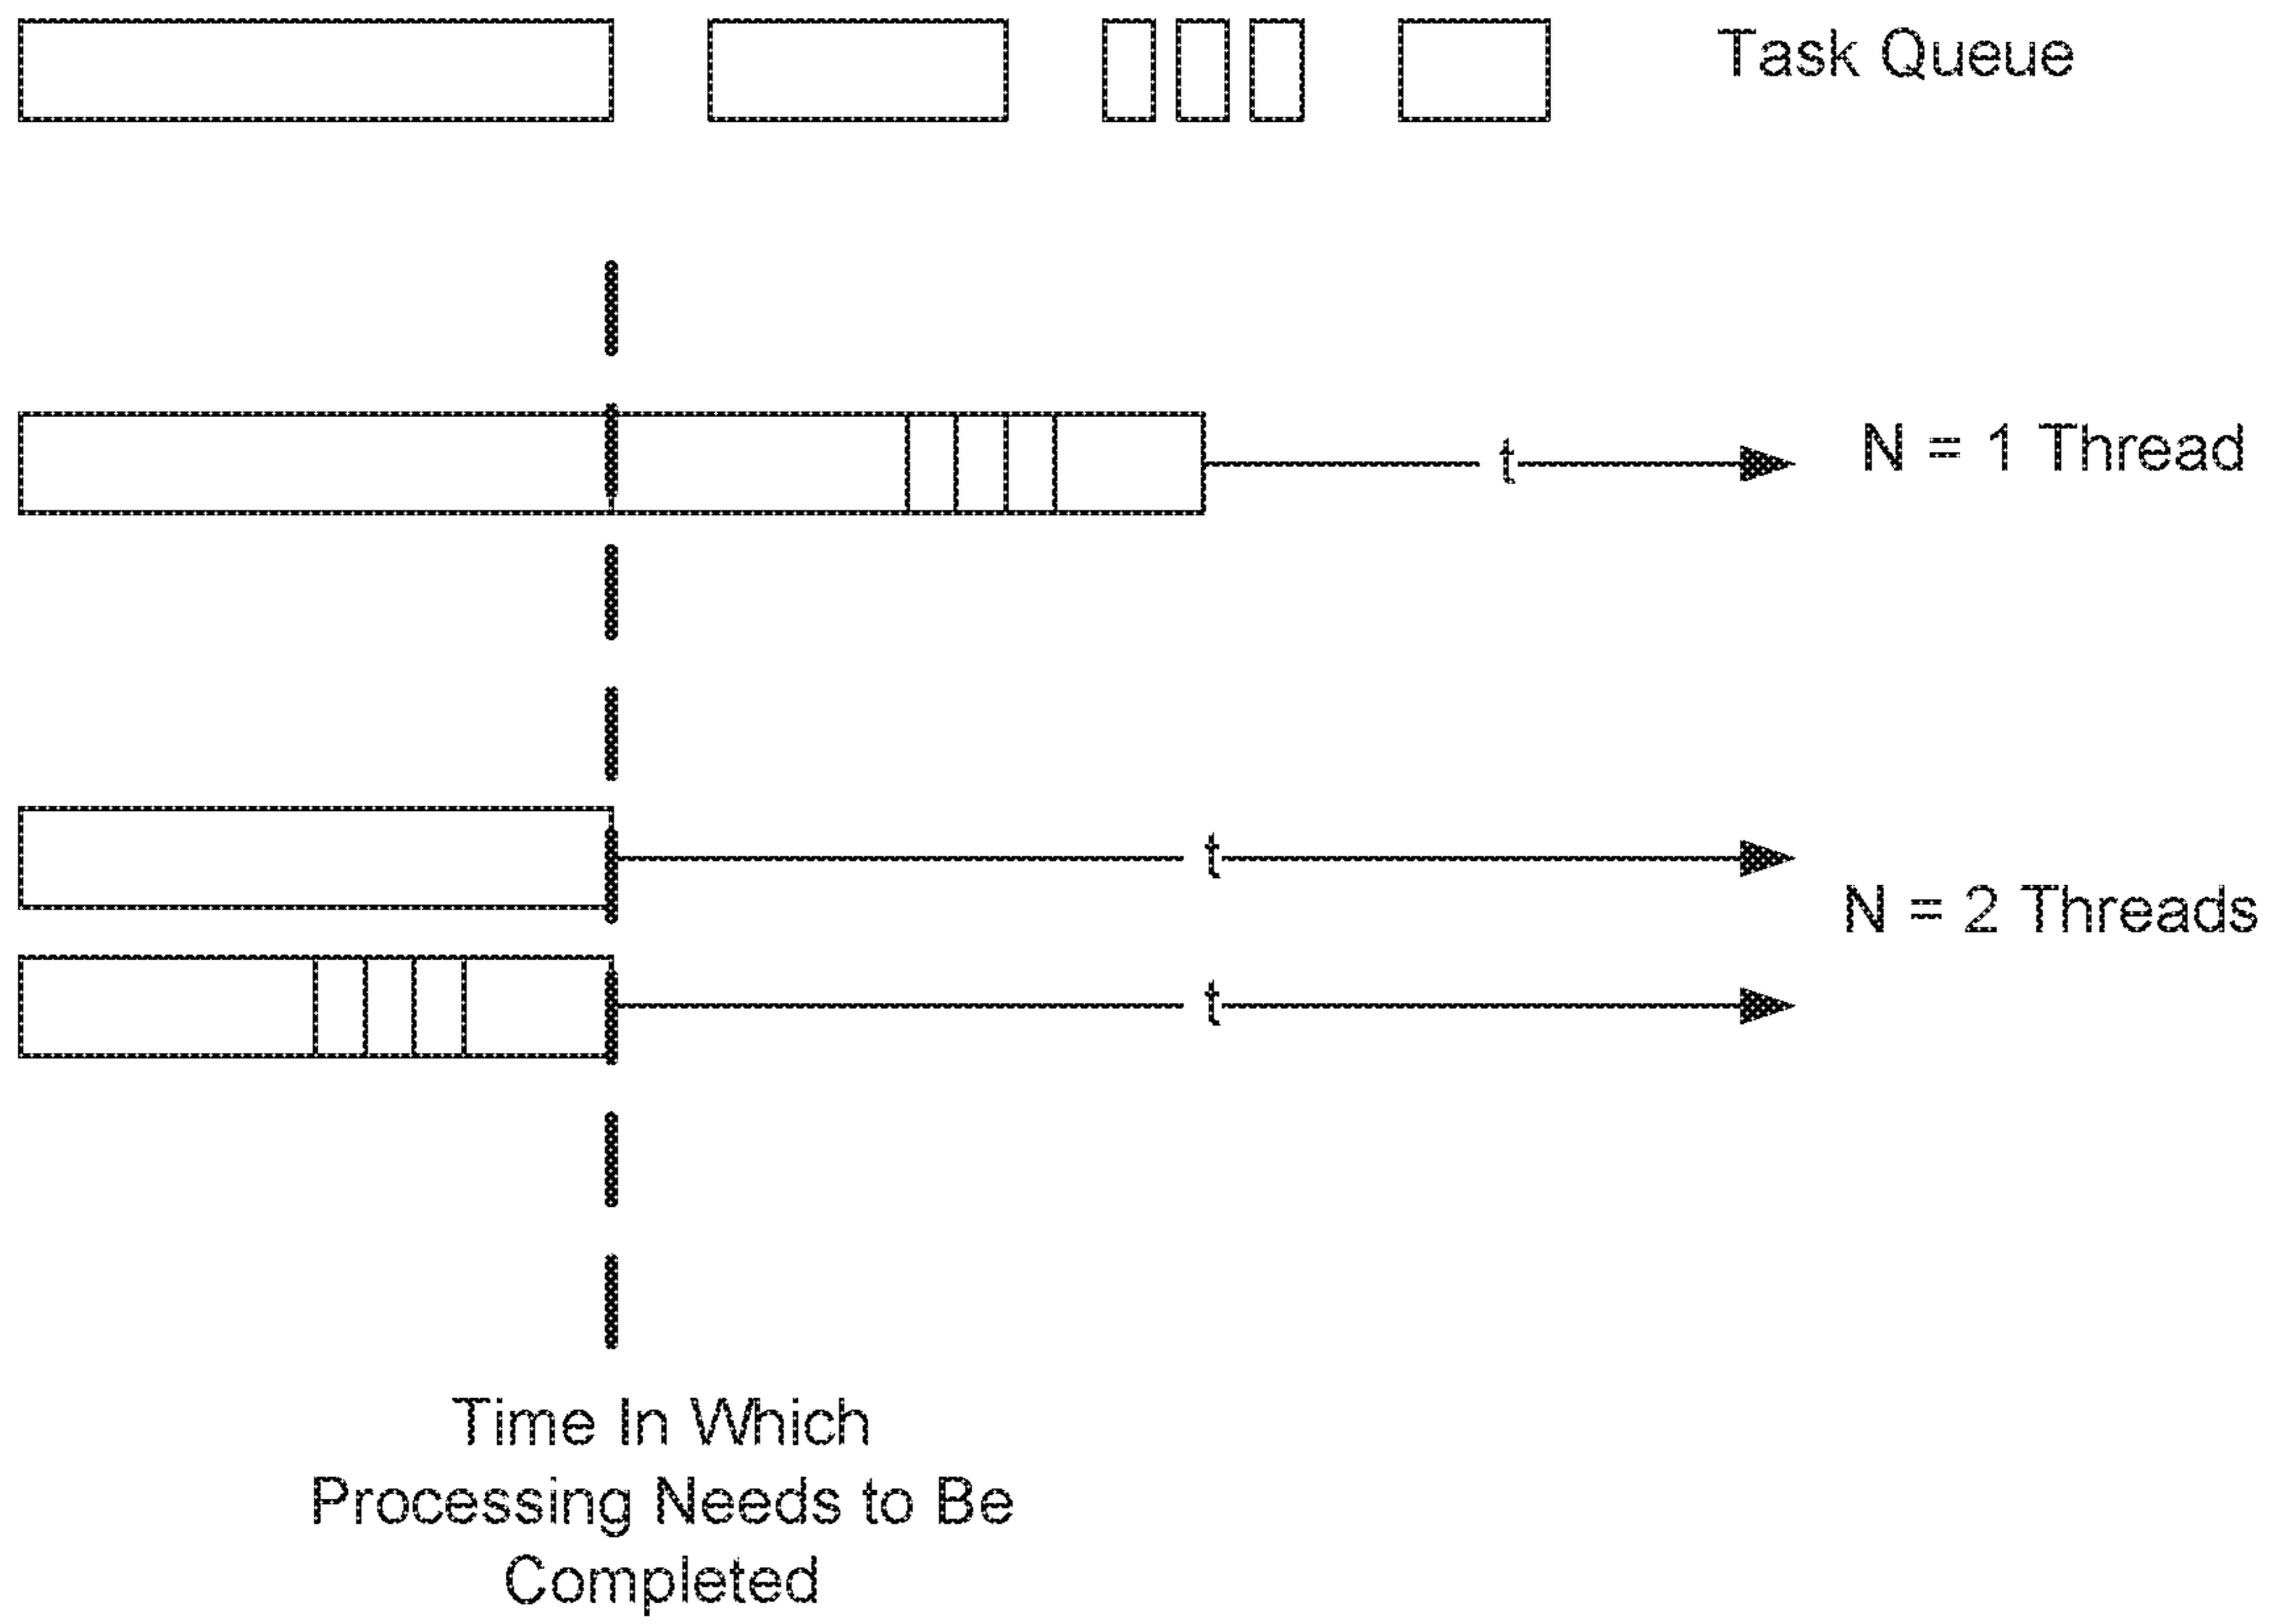 Task Queue
t
N = 1 Thread
t
N = 2 Threads
t
Time In Which
Processing Needs to Be
Completed